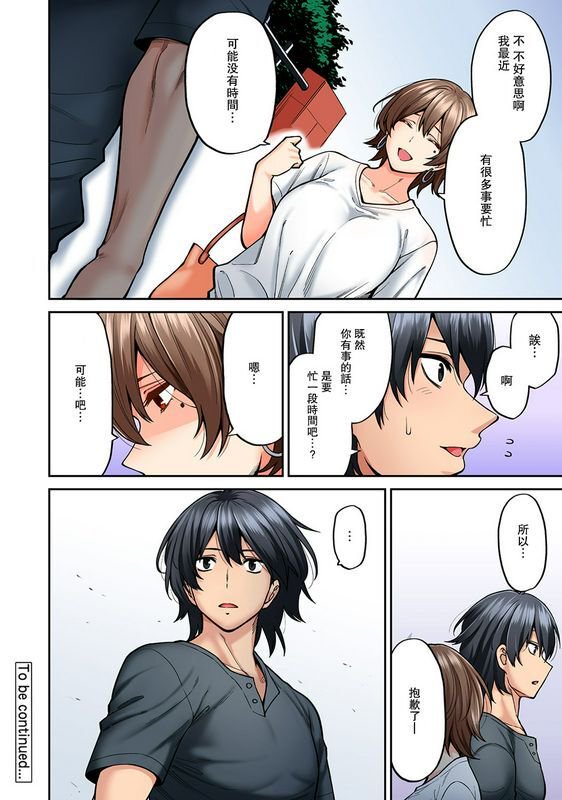 不 不好意思啊
我最近
有很多事要忙
可能没有時間⋯
誒⋯
啊
既然
你有事的話⋯
是要
忙一段時間吧⋯?
嗯⋯
可能⋯吧⋯
所以⋯
抱歉了ー
⋯
To be continued...